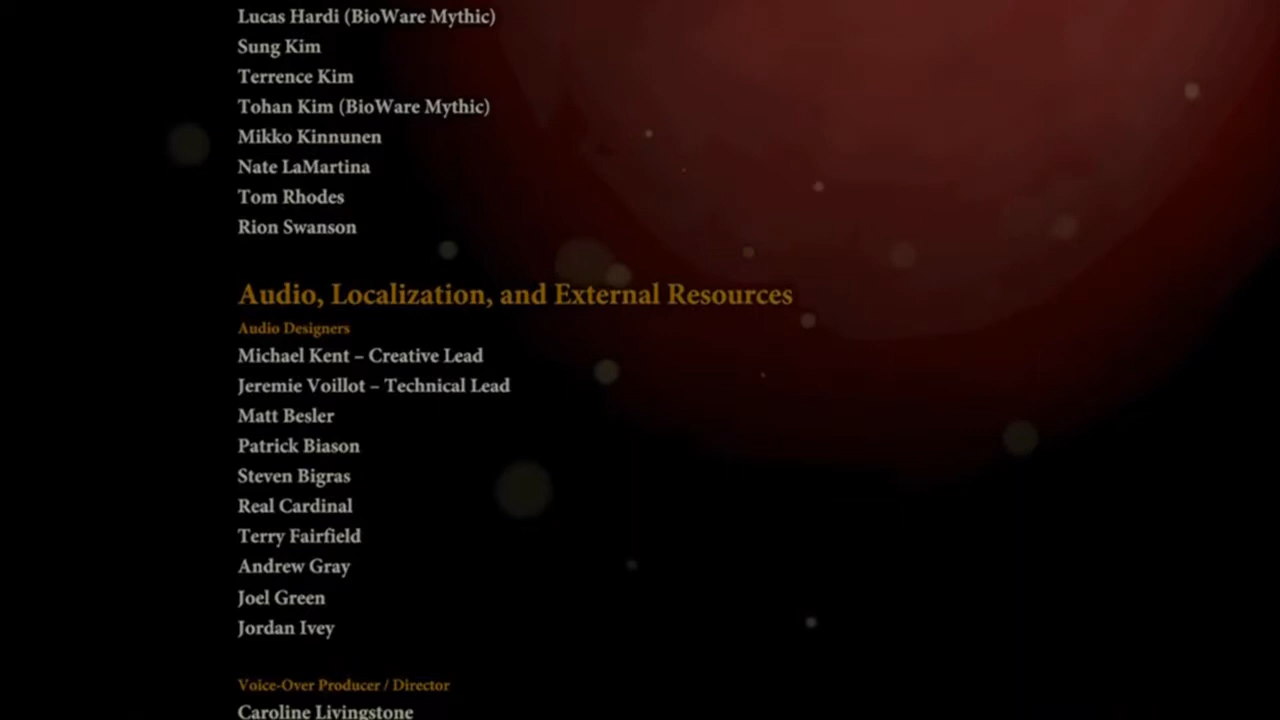 Lucas Hardi (BioWare Mythic)
Sung Kim
Terrence Kim
Tohan Kim (BioWare Mythic)
Mikko Kinnunen
Nate LaMartina
Tom Rhodes
Rion Swanson
Audio, Localization, and External Resources
Audio Designers
Michael Kent – Creative Lead
Jeremie Voillot – Technical Lead
Matt Besler
Patrick Biason
Steven Bigras
Real Cardinal
Terry Fairfield
Andrew Gray
Joel Green
Jordan Ivey
Voice-Over Producer / Director
Caroline Livingstone